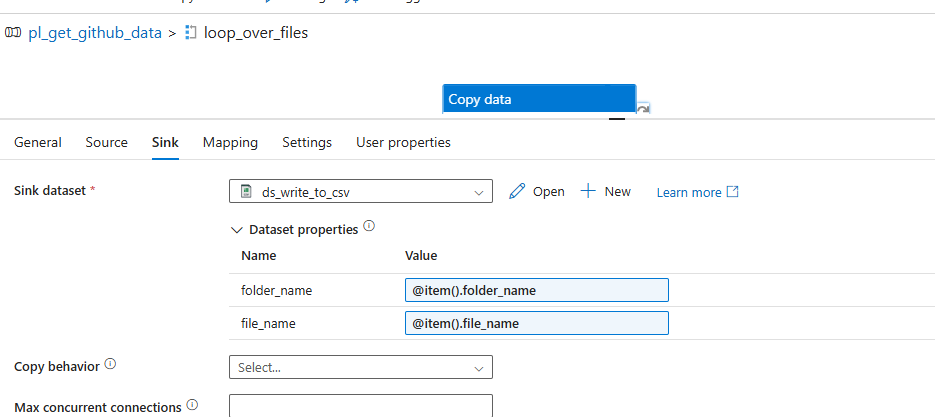 pl_get_github_data > loop_over_files
Copy data
General Source Sink Mapping Settings User properties
Sink dataset * ds_write_to_csv Open New Learn more
Dataset properties
Name Value
folder_name @item().folder_name
file_name @item().file_name
Copy behavior Select...
Max concurrent connections